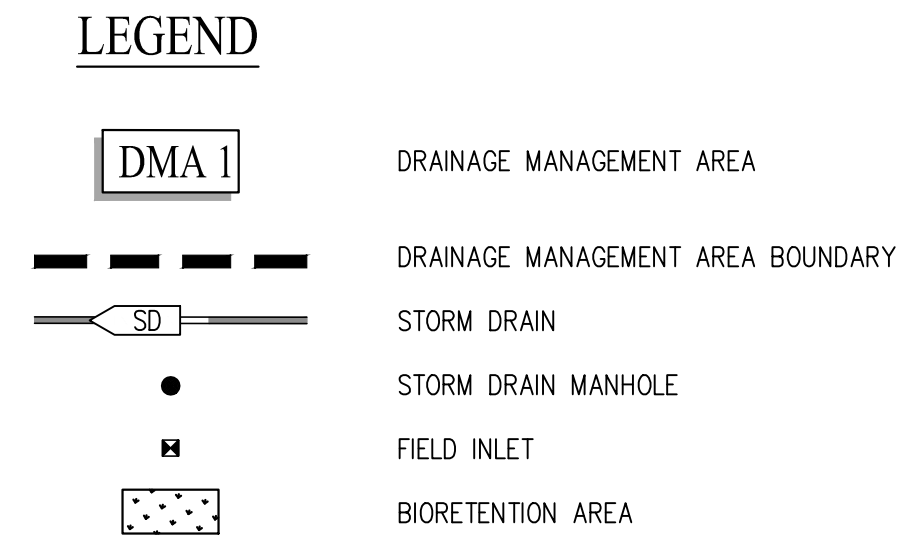 LEGEND
DMA 1 DRAINAGE MANAGEMENT AREA
DRAINAGE MANAGEMENT AREA BOUNDARY
SD STORM DRAIN
STORM DRAIN MANHOLE
FIELD INLET
BIORETENTION AREA